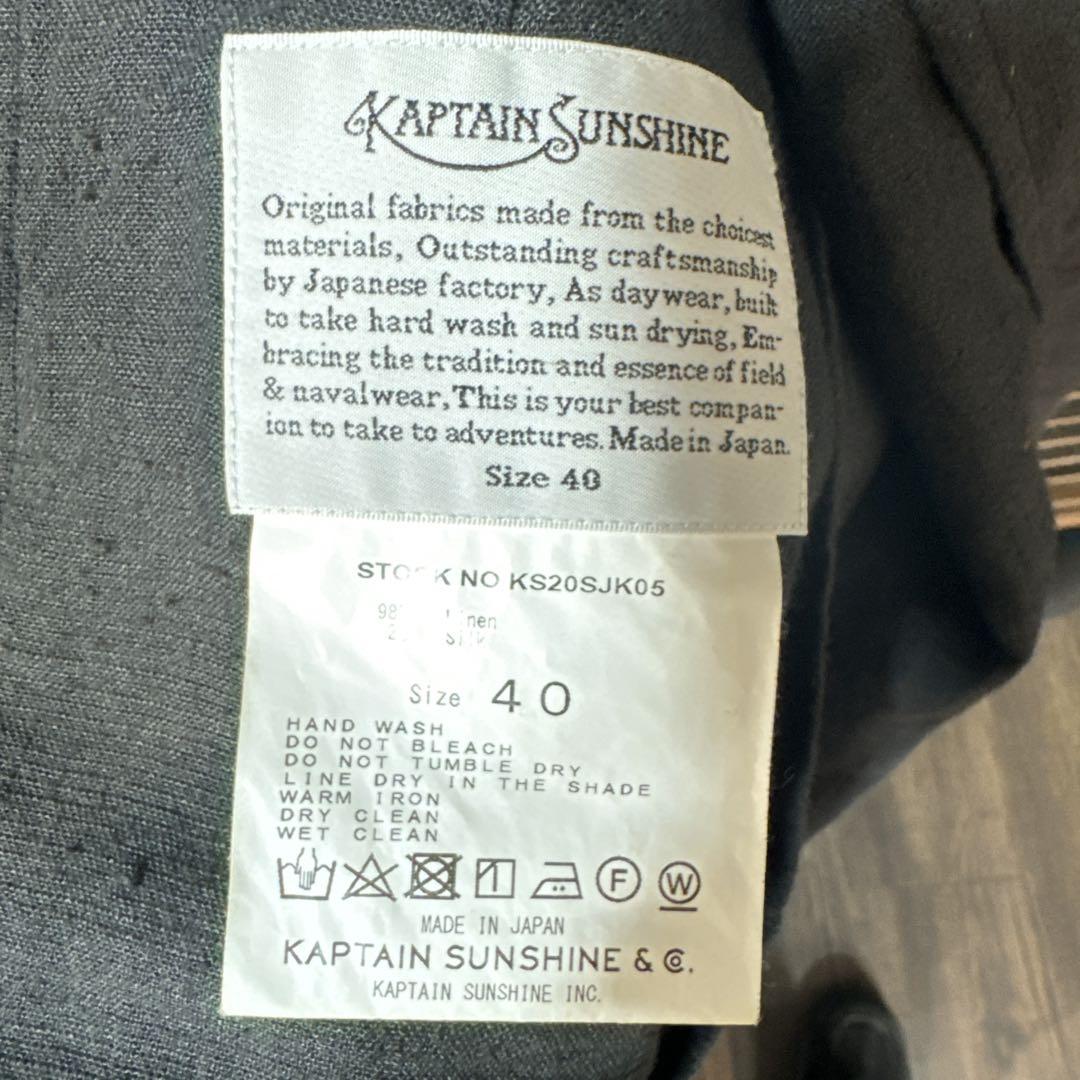 KAPTAIN SUNSHINE
Original fabrics made from the choicest
materials, Outstanding craftsmanship
by Japanese factory, As daywear, built
to take hard wash and sun drying, Em-
bracing the tradition and essence of field
& navalwear, This is your best compan-
ion to take to adventures. Made in Japan.
Size 40
STOCK NO KS20SJK05
Size 40
HAND WASH
DO NOT BLEACH
DO NOT TUMBLE DRY
LINE DRY IN THE SHADE
WARM IRON
DRY CLEAN
WET CLEAN
F W
MADE IN JAPAN
KAPTAIN SUNSHINE & Co.
KAPTAIN SUNSHINE INC.